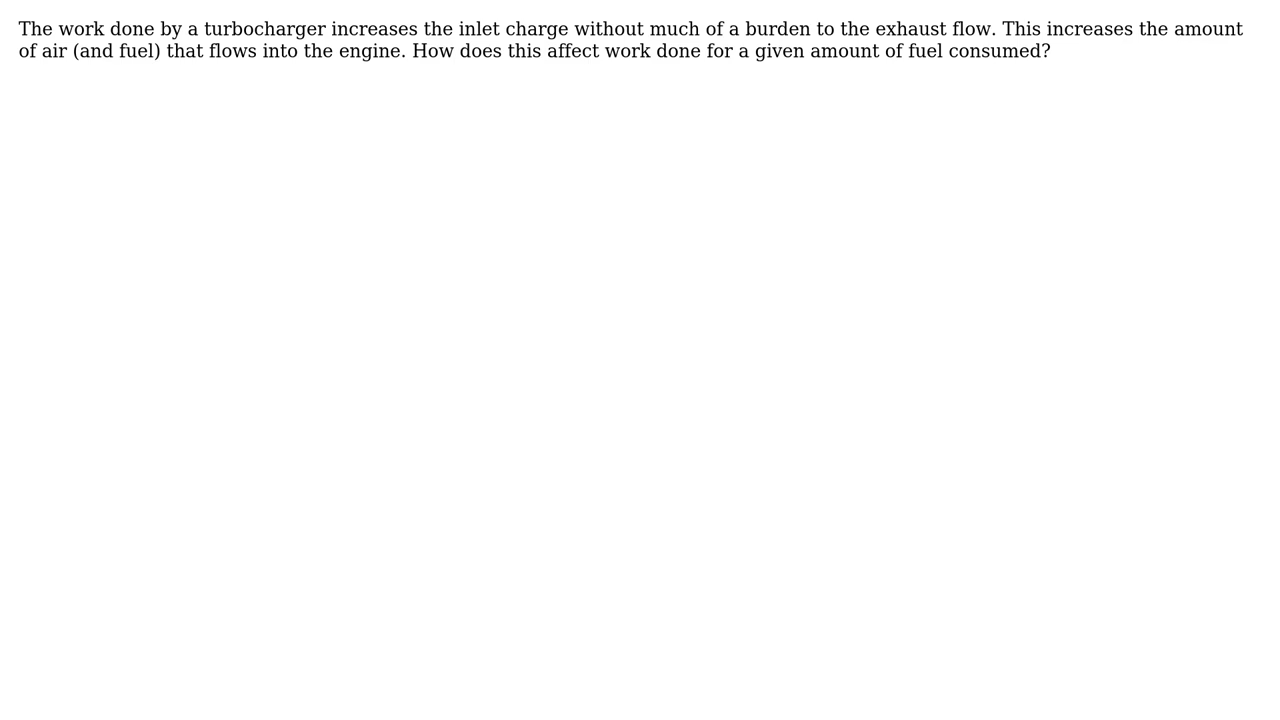 The work done by a turbocharger increases the inlet charge without much of a burden to the exhaust flow. This increases the amount
of air (and fuel) that flows into the engine. How does this affect work done for a given amount of fuel consumed?